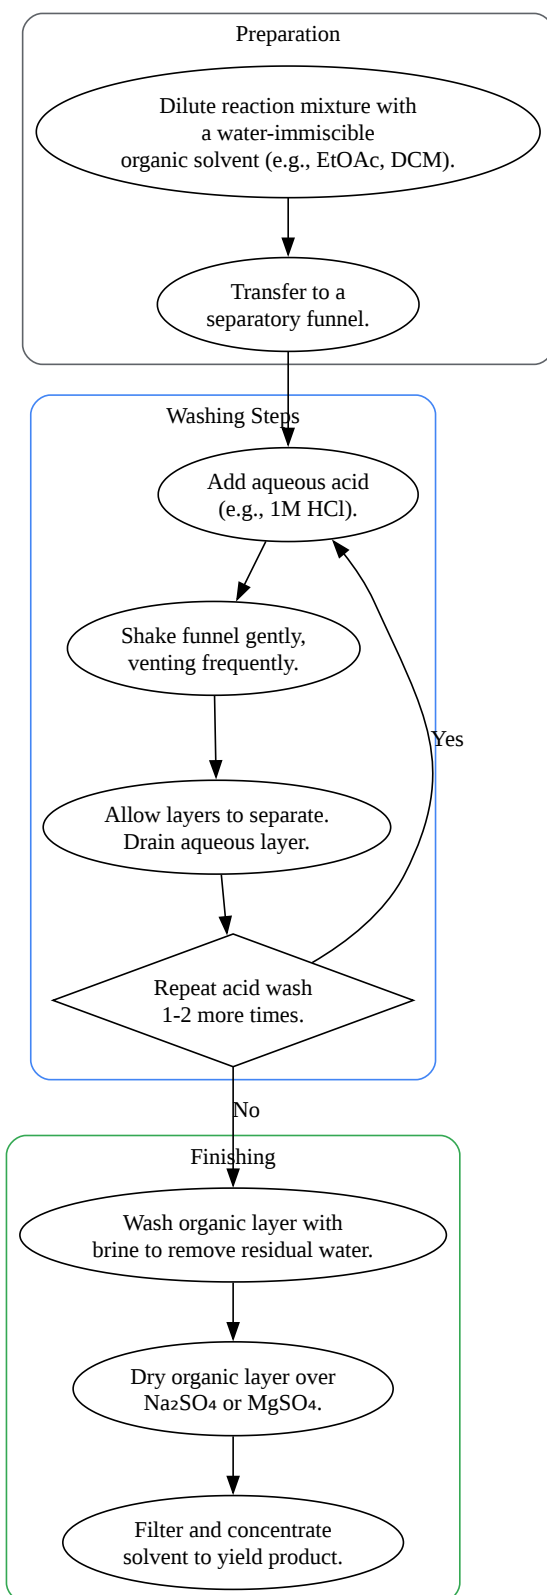 Preparation
Dilute reaction mixture with
a water-immiscible
organic solvent (e.g., EtOAc, DCM).
Transfer to a
separatory funnel.
Washing Steps
Add aqueous acid
(e.g., 1M HCl).
Shake funnel gently,
venting frequently.
Yes
Allow layers to separate.
Drain aqueous layer.
Repeat acid wash
1-2 more times.
No
Finishing
Wash organic layer with
brine to remove residual water.
Dry organic layer over
Na₂SO₄ or MgSO₄.
Filter and concentrate
solvent to yield product.